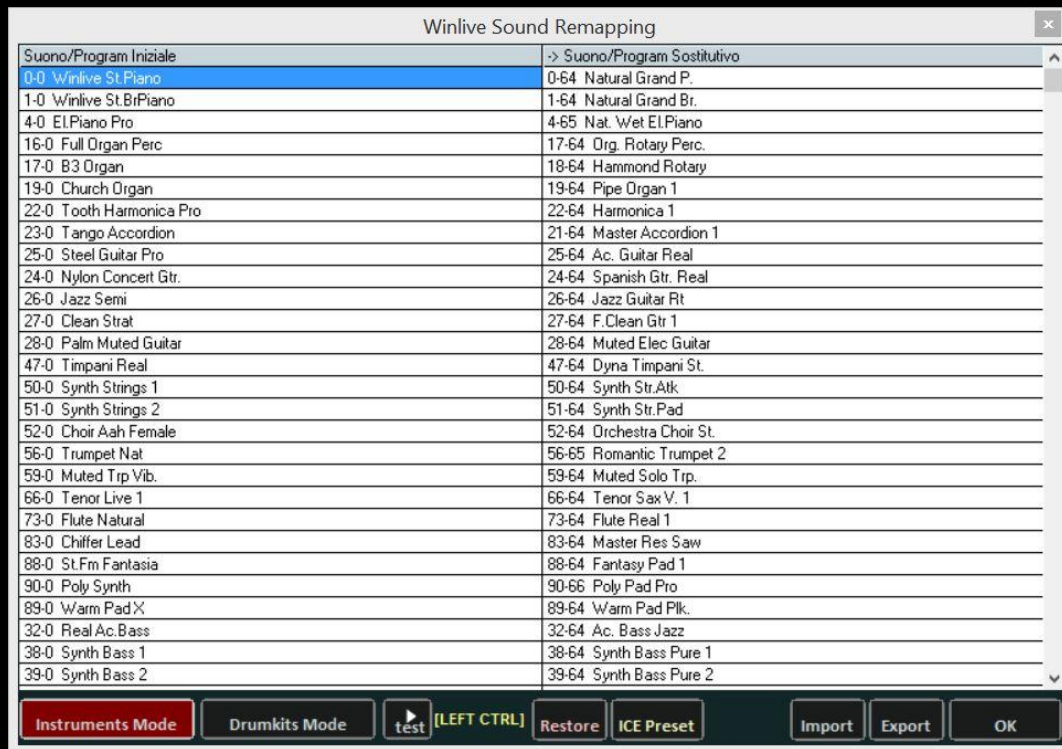 Winlive Sound Remapping
x
Suono/Program Iniziale -> Suono/Program Sostitutivo
0-0 Winlive St.Piano 0-64 Natural Grand P.
1-0 Winlive St.BrPiano 1-64 Natural Grand Br.
4-0 El.Piano Pro 4-65 Nat. Wet El.Piano
16-0 Full Organ Perc 17-64 Org. Rotary Perc.
17-0 B3 Organ 18-64 Hammond Rotary
19-0 Church Organ 19-64 Pipe Organ 1
22-0 Tooth Harmonica Pro 22-64 Harmonica 1
23-0 Tango Accordion 21-64 Master Accordion 1
25-0 Steel Guitar Pro 25-64 Ac. Guitar Real
24-0 Nylon Concert Gtr. 24-64 Spanish Gtr. Real
26-0 Jazz Semi 26-64 Jazz Guitar Rt
27-0 Clean Strat 27-64 F.Clean Gtr 1
28-0 Palm Muted Guitar 28-64 Muted Elec Guitar
47-0 Timpani Real 47-64 Dyna Timpani St.
50-0 Synth Strings 1 50-64 Synth Str.Atk
51-0 Synth Strings 2 51-64 Synth Str.Pad
52-0 Choir Aah Female 52-64 Orchestra Choir St.
56-0 Trumpet Nat 56-65 Romantic Trumpet 2
59-0 Muted Trp Vib. 59-64 Muted Solo Trp.
66-0 Tenor Live 1 66-64 Tenor Sax V. 1
73-0 Flute Natural 73-64 Flute Real 1
83-0 Chiffer Lead 83-64 Master Res Saw
88-0 St.Fm Fantasia 88-64 Fantasy Pad 1
90-0 Poly Synth 90-66 Poly Pad Pro
89-0 Warm Pad X 89-64 Warm Pad Plk.
32-0 Real Ac.Bass 32-64 Ac. Bass Jazz
38-0 Synth Bass 1 38-64 Synth Bass Pure 1
39-0 Synth Bass 2 39-64 Synth Bass Pure 2
Instruments Mode Drumkits Mode test [LEFT CTRL] Restore ICE Preset Import Export OK